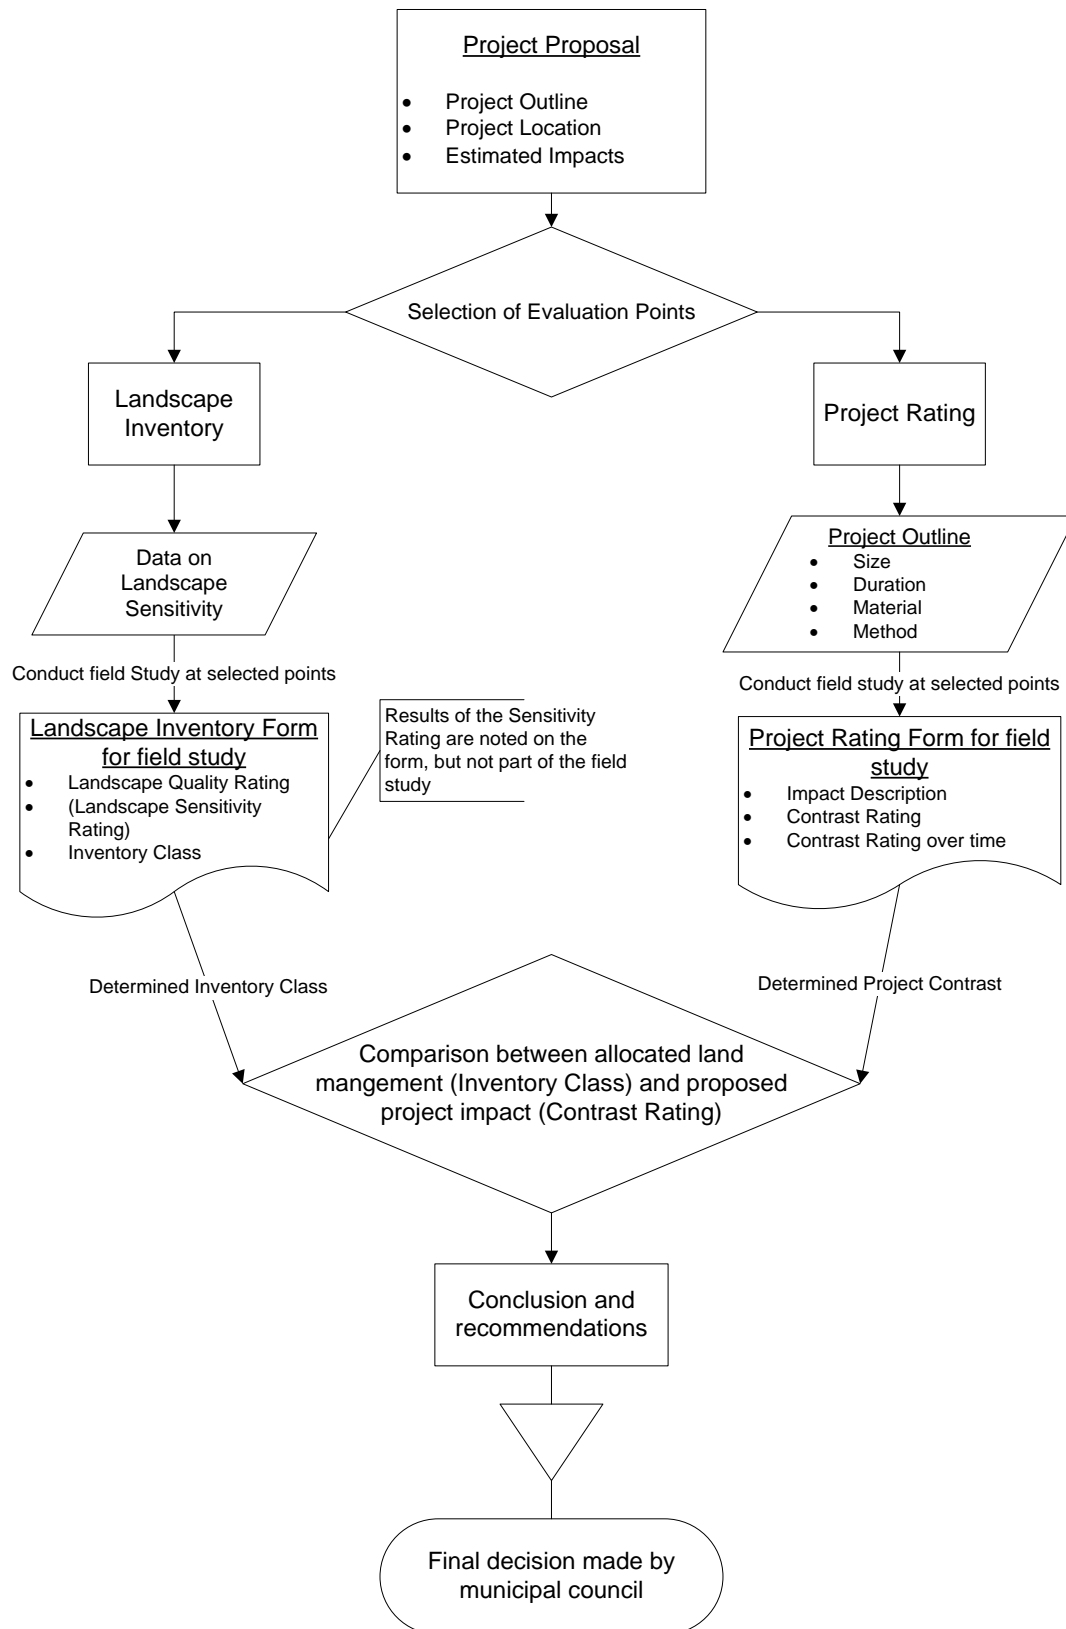 Project Proposal
• Project Outline
• Project Location
• Estimated Impacts
Selection of Evaluation Points
Landscape
Inventory
Project Rating
Data on
Landscape
Sensitivity
Project Outline
• Size
• Duration
• Material
• Method
Conduct field Study at selected points
Conduct field study at selected points
Landscape Inventory Form
for field study
• Landscape Quality Rating
• (Landscape Sensitivity
Rating)
• Inventory Class
Results of the Sensitivity
Rating are noted on the
form, but not part of the field
study
Project Rating Form for field
study
• Impact Description
• Contrast Rating
• Contrast Rating over time
Determined Inventory Class
Determined Project Contrast
Comparison between allocated land
mangement (Inventory Class) and proposed
project impact (Contrast Rating)
Conclusion and
recommendations
Final decision made by
municipal council